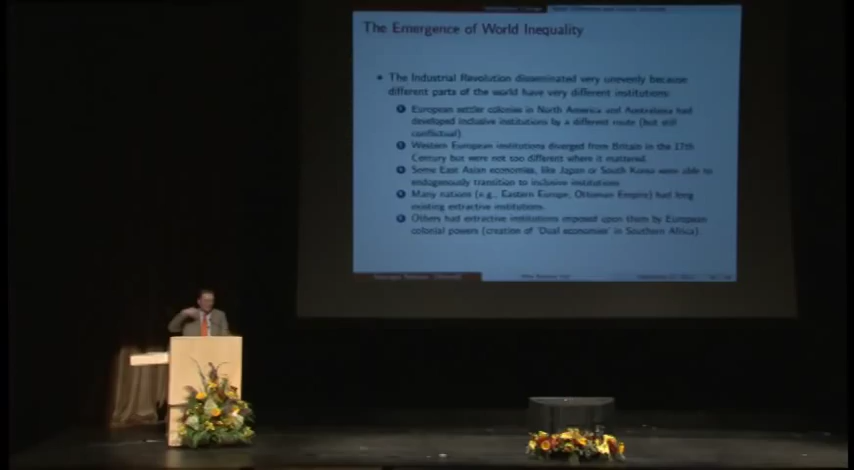 The Emergence of World Inequality
The Industrial Revolution disseminated very unevenly because
different parts of the world have very different institutions:
European settler colonies in North America and Australasia had
developed inclusive institutions by a different route (but still
conflictual)
Western European institutions diverged from Britain in the 17th
Century but were not too different where it mattered.
Some East Asian economies, like Japan or South Korea were able to
endogenously transition to inclusive institutions
Many nations (e.g., Eastern Europe, Ottoman Empire) had long
existing extractive institutions.
Others had extractive institutions imposed upon them by European
colonial powers (creation of 'Dual economies' in Southern Africa)